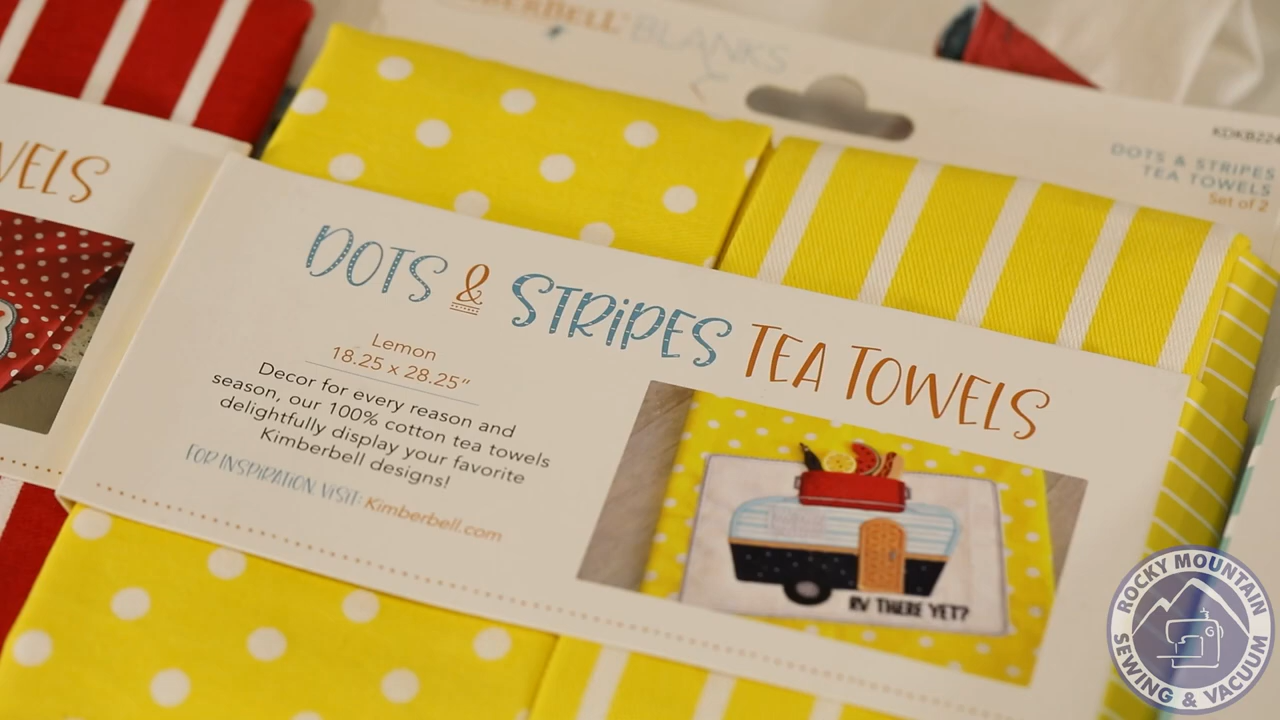 BLANKS
KDKB224
DOTS & STRIPES
TEA TOWELS
Set of 2
DOTS & STRIPES TEA TOWELS
Lemon
18.25 x 28.25"
Decor for every reason and
season, our 100% cotton tea towels
delightfully display your favorite
Kimberbell designs!
FOR INSPIRATION, VISIT: Kimberbell.com
RV THERE YET?
ROCKY MOUNTAIN
SEWING & VACUUM